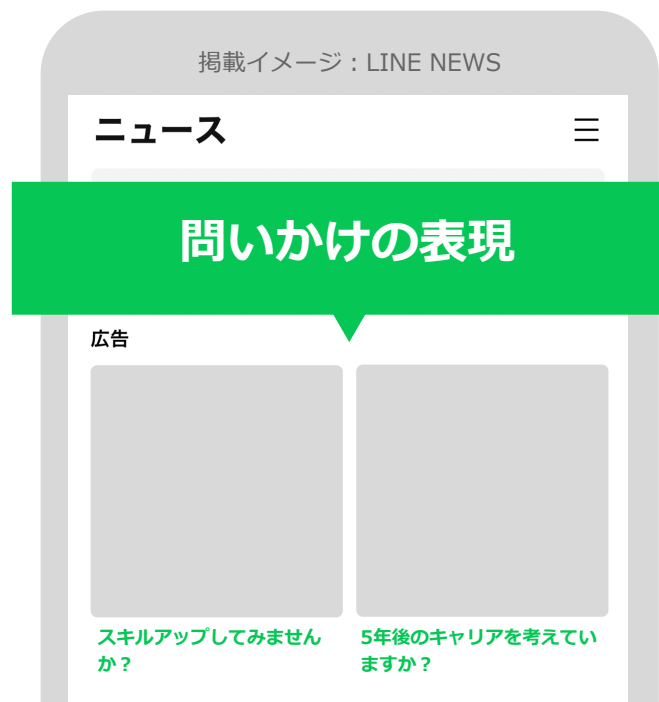 掲載イメージ：LINE NEWS
ニュース
問いかけの表現
広告
スキルアップしてみません
か？
5年後のキャリアを考えてい
ますか？